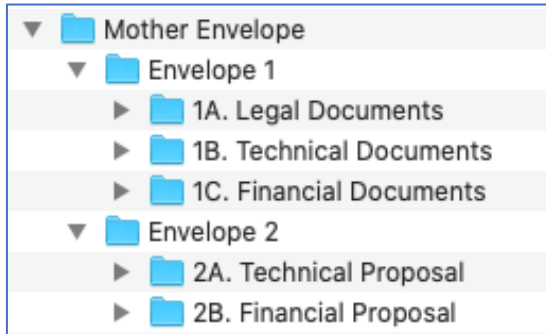 Mother Envelope
Envelope 1
1A. Legal Documents
1B. Technical Documents
1C. Financial Documents
Envelope 2
2A. Technical Proposal
2B. Financial Proposal